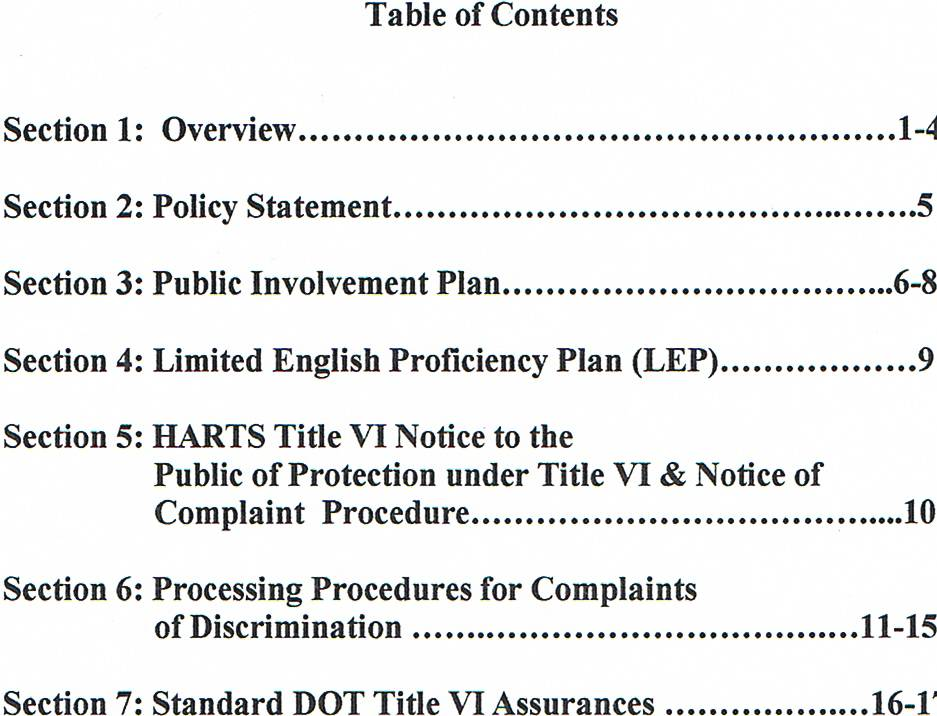 Table of Contents
Section 1:  Overview.......................................................1-4
Section 2: Policy Statement................................................5
Section 3: Public Involvement Plan....................................6-8
Section 4: Limited English Proficiency Plan (LEP)..................9
Section 5: HARTS Title VI Notice to the
Public of Protection under Title VI & Notice of
Complaint  Procedure.......................................10
Section 6: Processing Procedures for Complaints
of Discrimination ........................................11-15
Section 7: Standard DOT Title VI Assurances ...................16-17